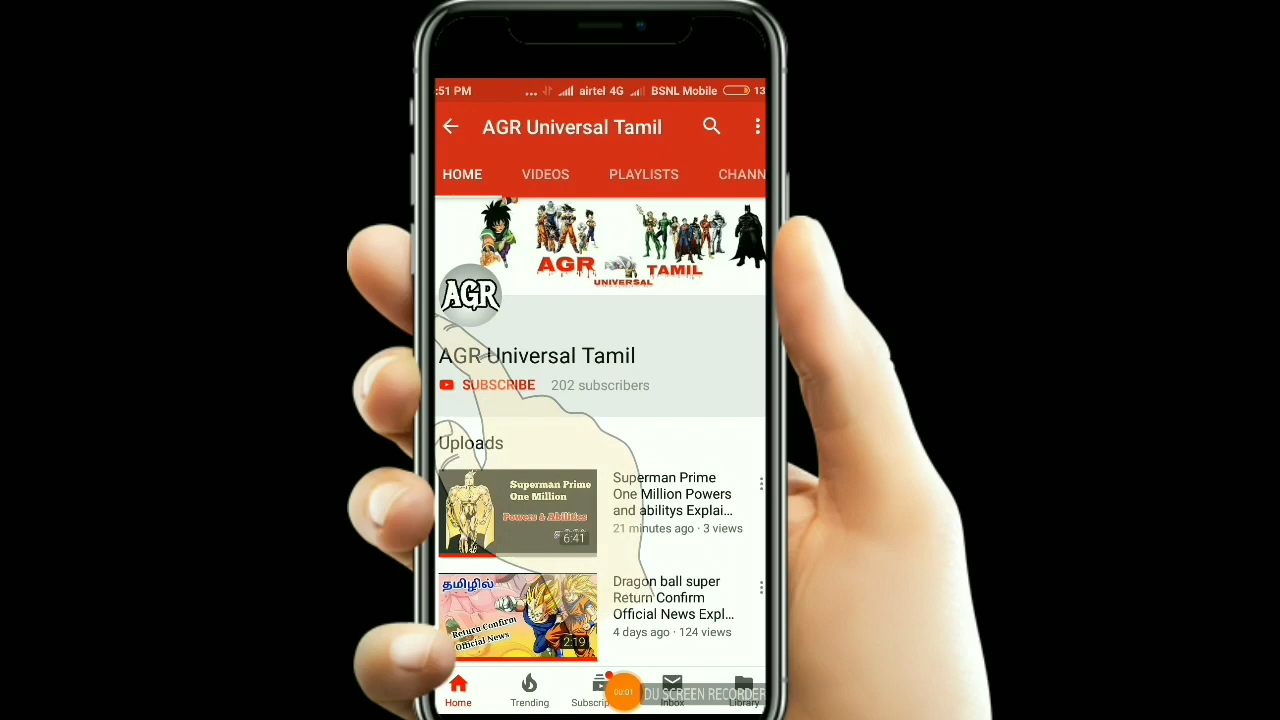 :51 PM ... airtel 4G BSNL Mobile 13
AGR Universal Tamil
HOME VIDEOS PLAYLISTS CHANN
AGR UNIVERSAL TAMIL
AGR
AGR Universal Tamil
SUBSCRIBE 202 subscribers
Uploads
Superman Prime
One Million
Powers & Abilities
6:41
Superman Prime
One Million Powers
and abilitys Explai...
21 minutes ago · 3 views
தமிழில்
Return Confirm
Official News
2:19
Dragon ball super
Return Confirm
Official News Expl...
4 days ago · 124 views
Home Trending Subscrip Inbox Library
00:01 DU SCREEN RECORDER